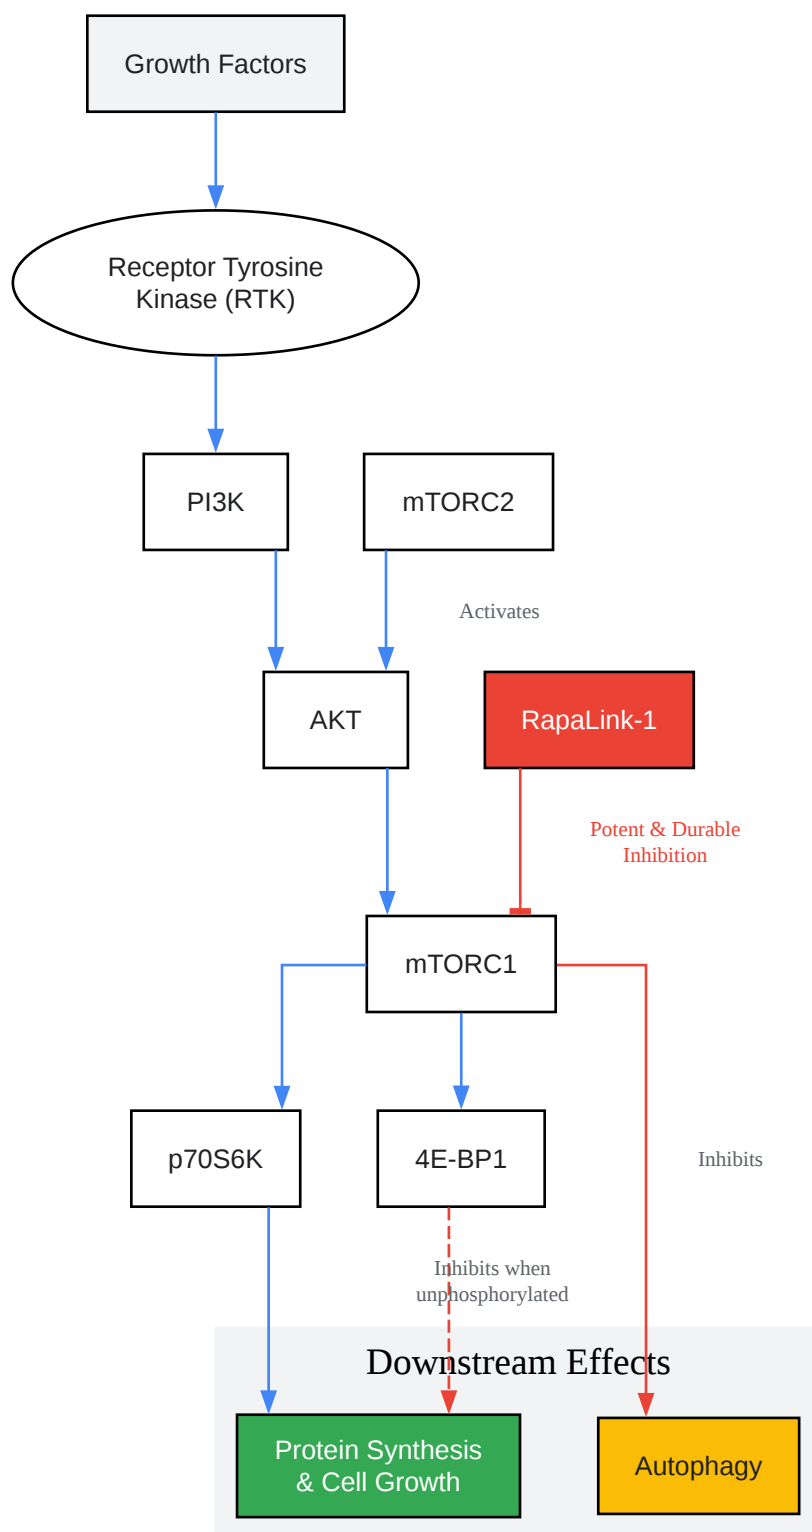 Growth Factors
Receptor Tyrosine
Kinase (RTK)
PI3K
mTORC2
Activates
AKT
RapaLink-1
Potent & Durable
Inhibition
mTORC1
p70S6K
4E-BP1
Inhibits
Inhibits when
unphosphorylated
Downstream Effects
Protein Synthesis
& Cell Growth
Autophagy